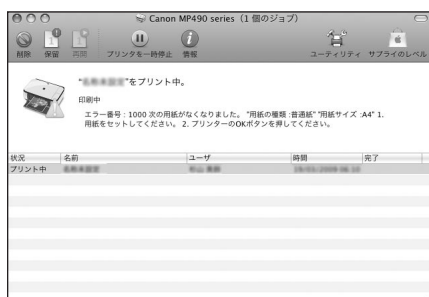 Canon MP490 series（1 個のジョブ）
削除 保留 再開 プリンタを一時停止 情報 ユーティリティ サプライのレベル
“ ”をプリント中。
印刷中
エラー番号 : 1000 次の用紙がなくなりました。 "用紙の種類 :普通紙" "用紙サイズ :A4" 1.
用紙をセットしてください。 2. プリンターのOKボタンを押してください。
状況 名前 ユーザ 時間 完了
プリント中